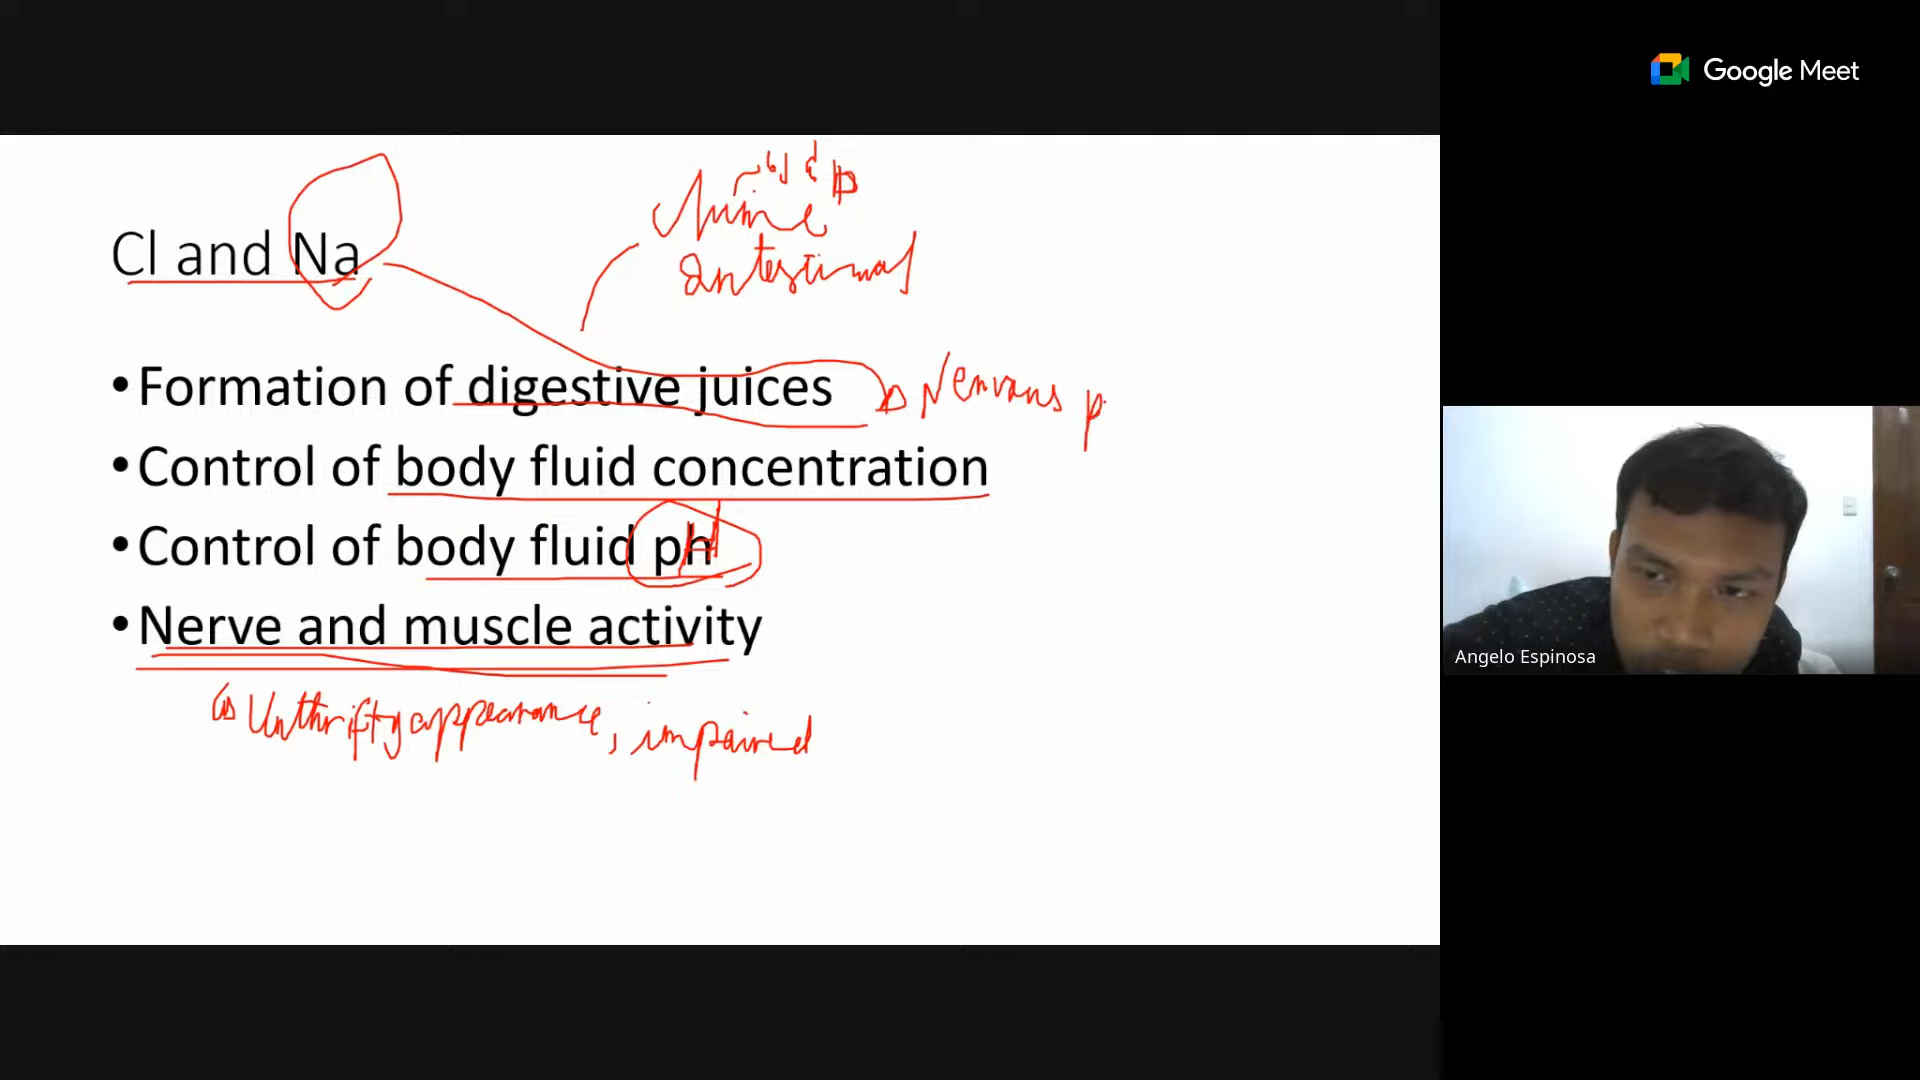 Google Meet
Cl and Na
Intestinal
•Formation of digestive juices
Nervous p
•Control of body fluid concentration
•Control of body fluid ph
H
•Nerve and muscle activity
Unthrifty appearance, impaired
Angelo Espinosa